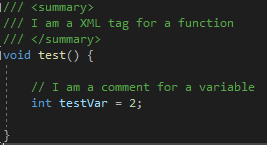 /// <summary>
/// I am a XML tag for a function
/// </summary>
void test() {
// I am a comment for a variable
int testVar = 2;
}